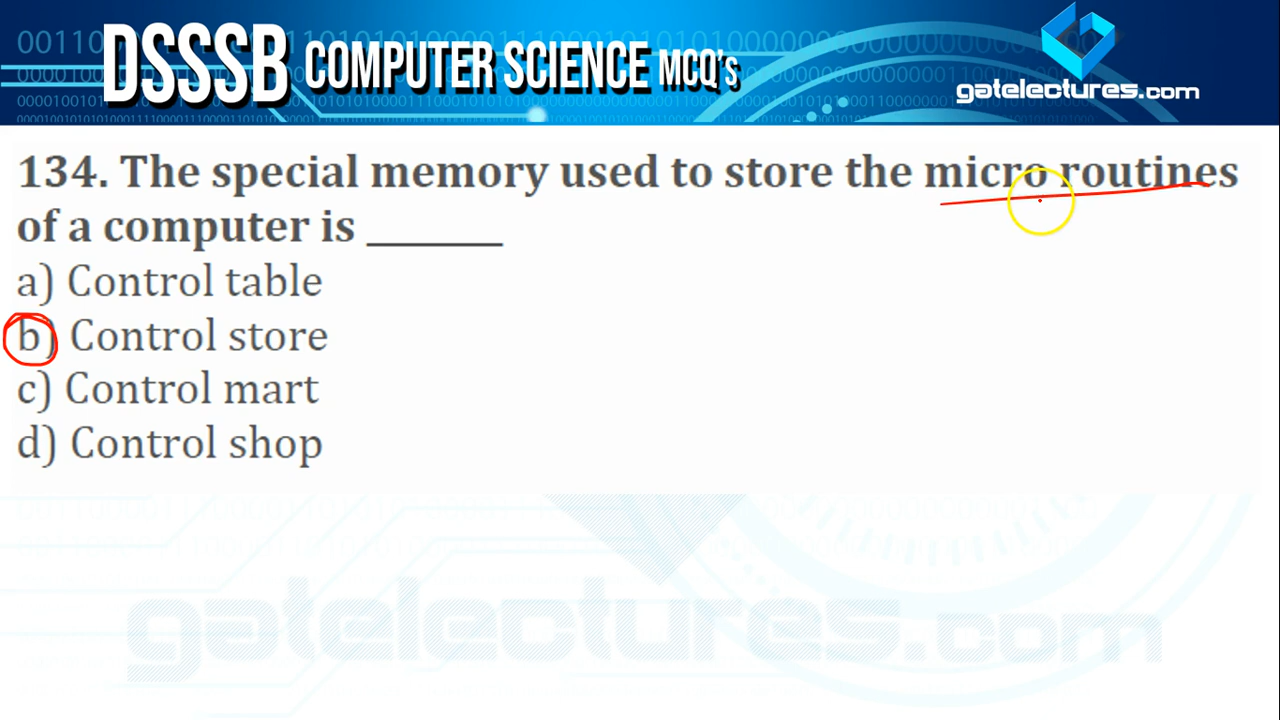 DSSSB COMPUTER SCIENCE MCQ's
gatelectures.com
134. The special memory used to store the micro routines
of a computer is _______
a) Control table
b) Control store
c) Control mart
d) Control shop
gatelectures.com